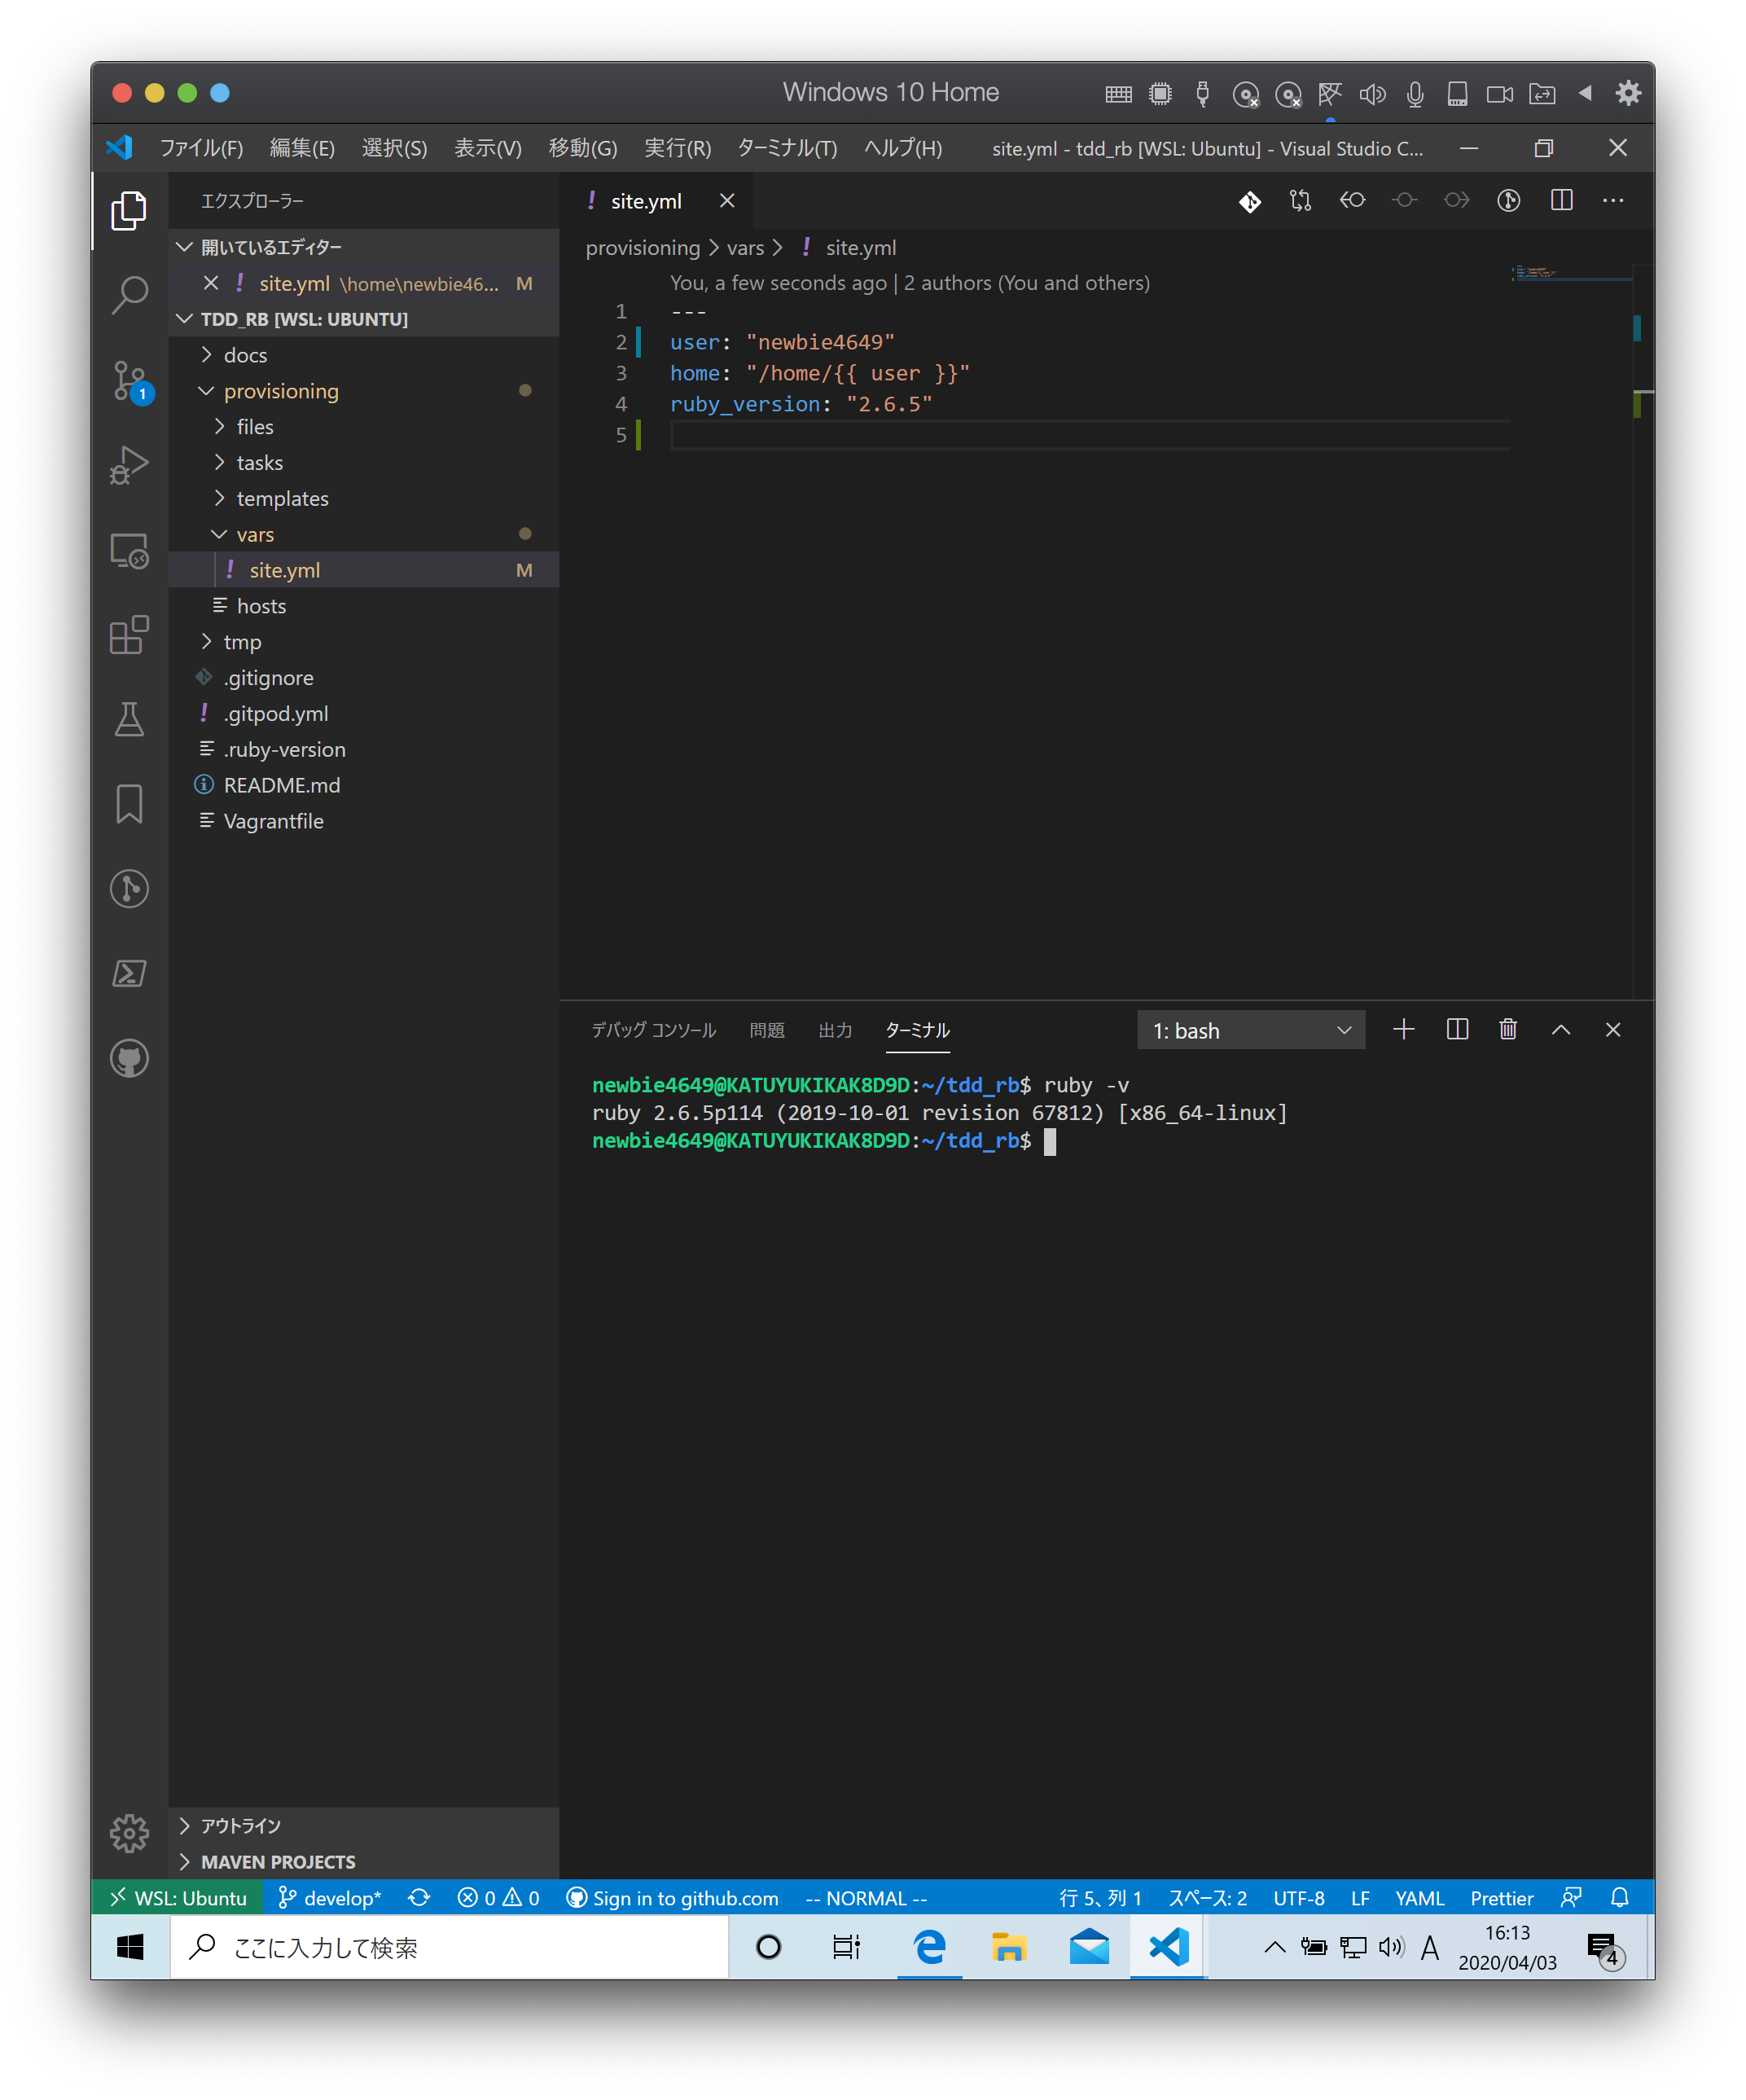 Windows 10 Home
ファイル(F) 編集(E) 選択(S) 表示(V) 移動(G) 実行(R) ターミナル(T) ヘルプ(H) site.yml - tdd_rb [WSL: Ubuntu] - Visual Studio C...
エクスプローラー
開いているエディター
site.yml \home\newbie46... M
TDD_RB [WSL: UBUNTU]
docs
provisioning
files
tasks
templates
vars
site.yml M
hosts
tmp
.gitignore
.gitpod.yml
.ruby-version
README.md
Vagrantfile
アウトライン
MAVEN PROJECTS
1
site.yml
provisioning > vars > ! site.yml
You, a few seconds ago | 2 authors (You and others)
1 ---
2 user: "newbie4649"
3 home: "/home/{{ user }}"
4 ruby_version: "2.6.5"
5
デバッグ コンソール 問題 出力 ターミナル 1: bash
newbie4649@KATUYUKIKAK8D9D:~/tdd_rb$ ruby -v
ruby 2.6.5p114 (2019-10-01 revision 67812) [x86_64-linux]
newbie4649@KATUYUKIKAK8D9D:~/tdd_rb$
WSL: Ubuntu develop* 0 0 Sign in to github.com -- NORMAL -- 行 5、列 1 スペース: 2 UTF-8 LF YAML Prettier
ここに入力して検索
A
16:13
2020/04/03
4